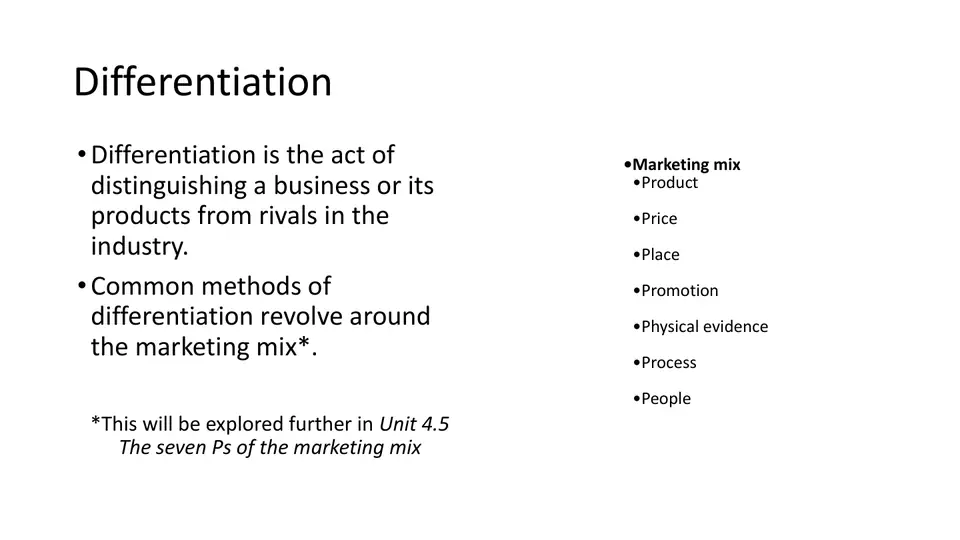 Differentiation
•Differentiation is the act of
distinguishing a business or its
products from rivals in the
industry.
•Common methods of
differentiation revolve around
the marketing mix*.
*This will be explored further in Unit 4.5
The seven Ps of the marketing mix
•Marketing mix
•Product
•Price
•Place
•Promotion
•Physical evidence
•Process
•People